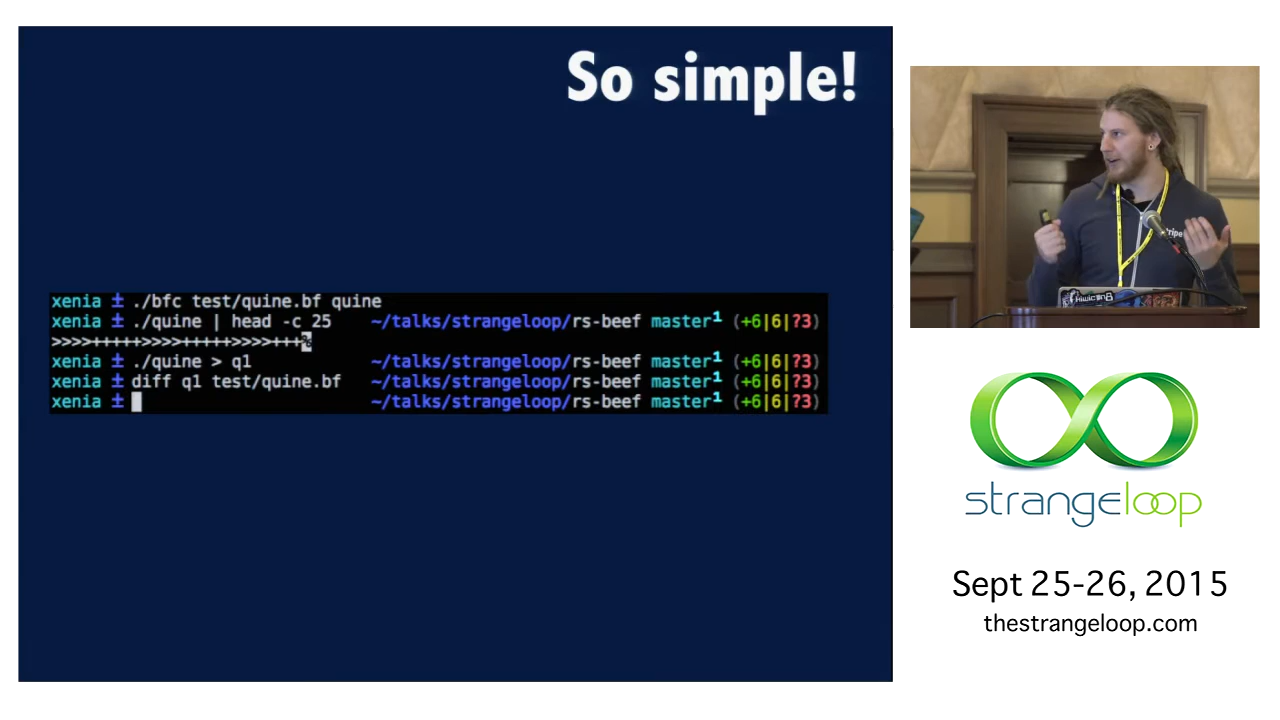 So simple!
xenia ± ./bfc test/quine.bf quine
xenia ± ./quine | head -c 25 ~/talks/strangeloop/rs-beef master¹ (+6|6|?3)
>>>>+++++>>>>+++++>>>>+++%
xenia ± ./quine > q1 ~/talks/strangeloop/rs-beef master¹ (+6|6|?3)
xenia ± diff q1 test/quine.bf ~/talks/strangeloop/rs-beef master¹ (+6|6|?3)
xenia ± ~/talks/strangeloop/rs-beef master¹ (+6|6|?3)
kiwicon8
strangeloop
Sept 25-26, 2015
thestrangeloop.com